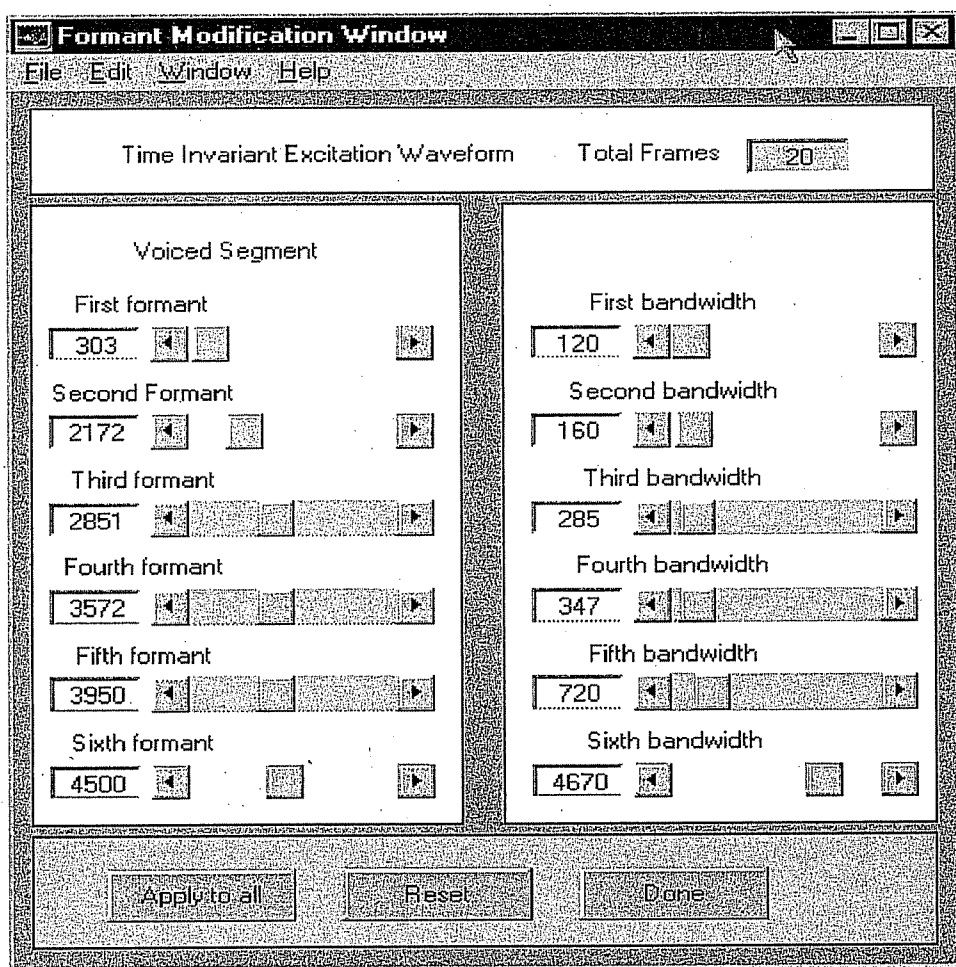 Formant Modification Window
File Edit Window Help
Time Invariant Excitation Waveform Total Frames 20
Voiced Segment
First formant
303
Second Formant
2172
Third formant
2851
Fourth formant
3572
Fifth formant
3950
Sixth formant
4500
First bandwidth
120
Second bandwidth
160
Third bandwidth
285
Fourth bandwidth
347
Fifth bandwidth
720
Sixth bandwidth
4670
Apply to all Reset Done